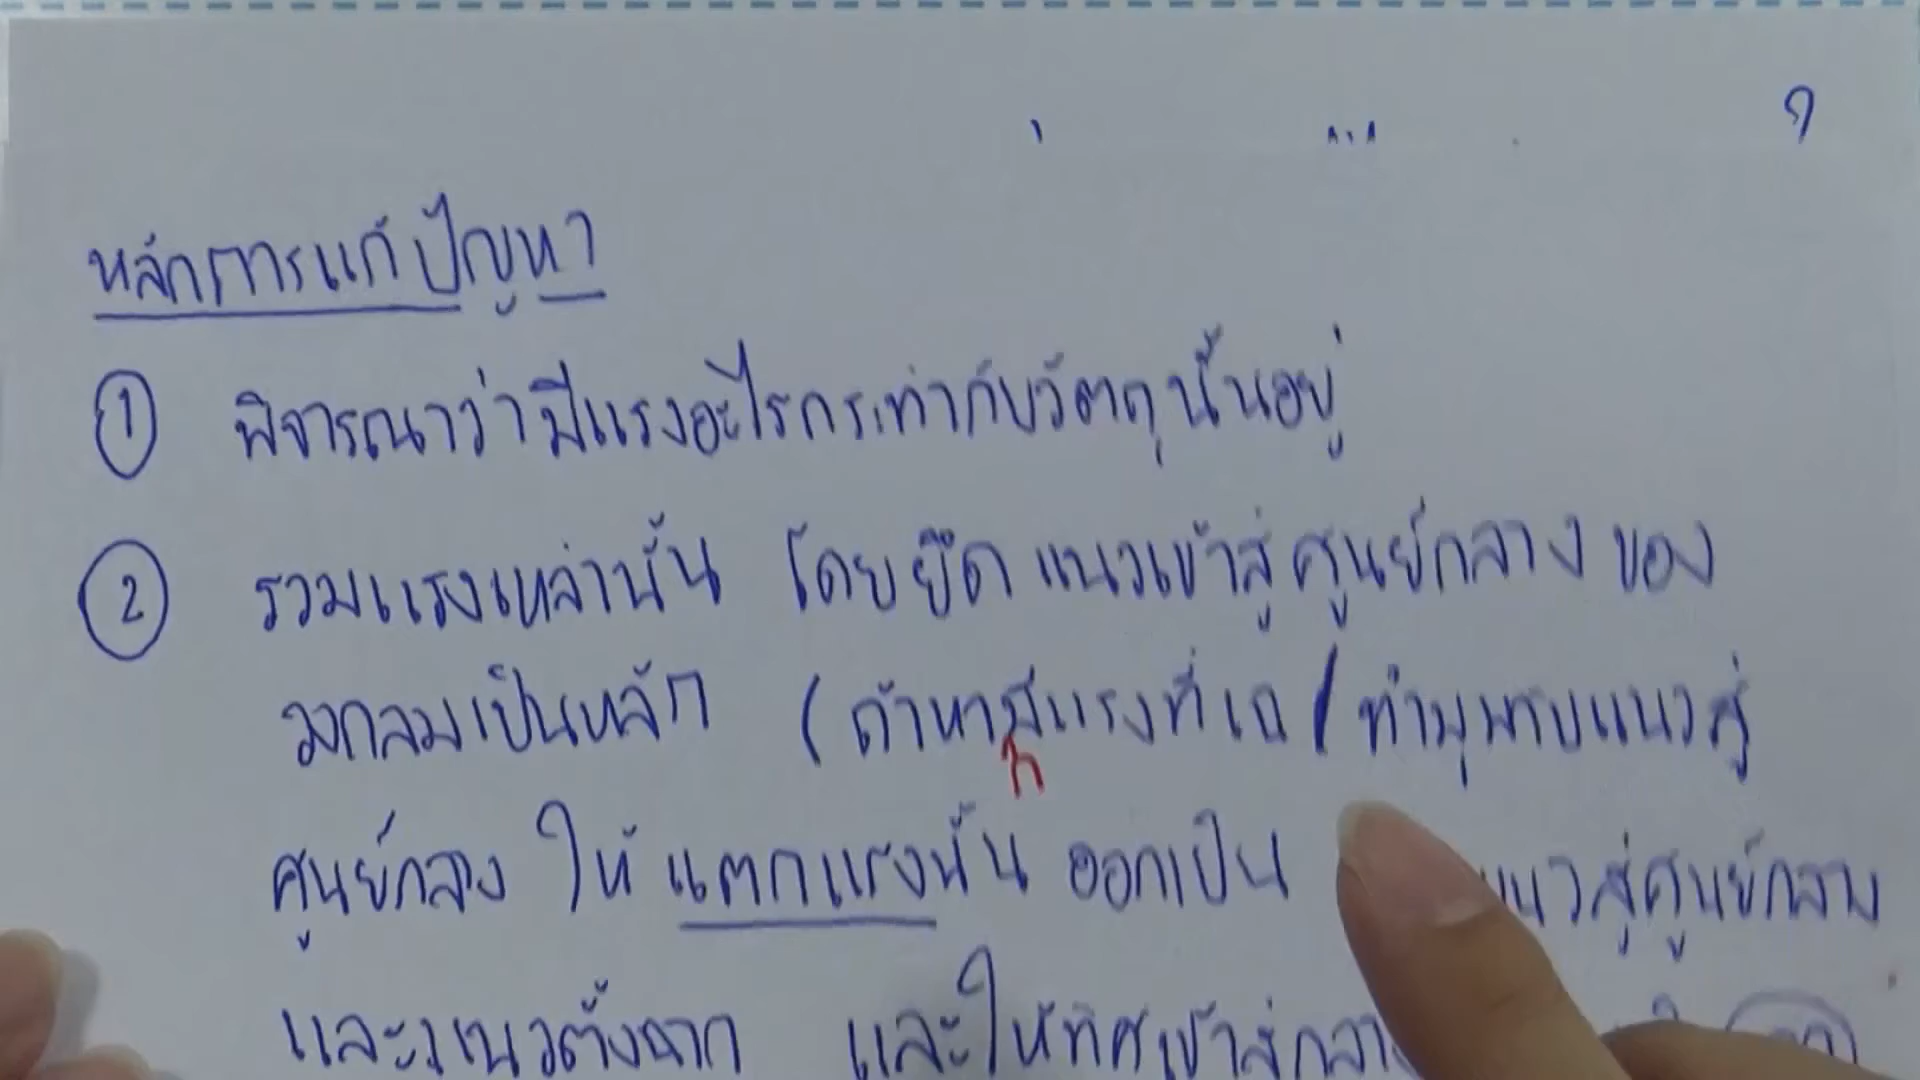 หลักการแก้ปัญหา
① พิจารณาว่ามีแรงอะไรกระทำกับวัตถุนั้นอยู่
② รวมแรงเหล่านั้น โดยยึด แนวเข้าสู่ศูนย์กลาง ของ
วงกลมเป็นหลัก (ถ้าหากมีแรงที่เฉ / ทำมุมกับแนวสู่
ศูนย์กลาง ให้ แตกแรงนั้น ออกเป็น แนวสู่ศูนย์กลาง
และแนวตั้งฉาก และให้ทิศเข้าสู่กลาง